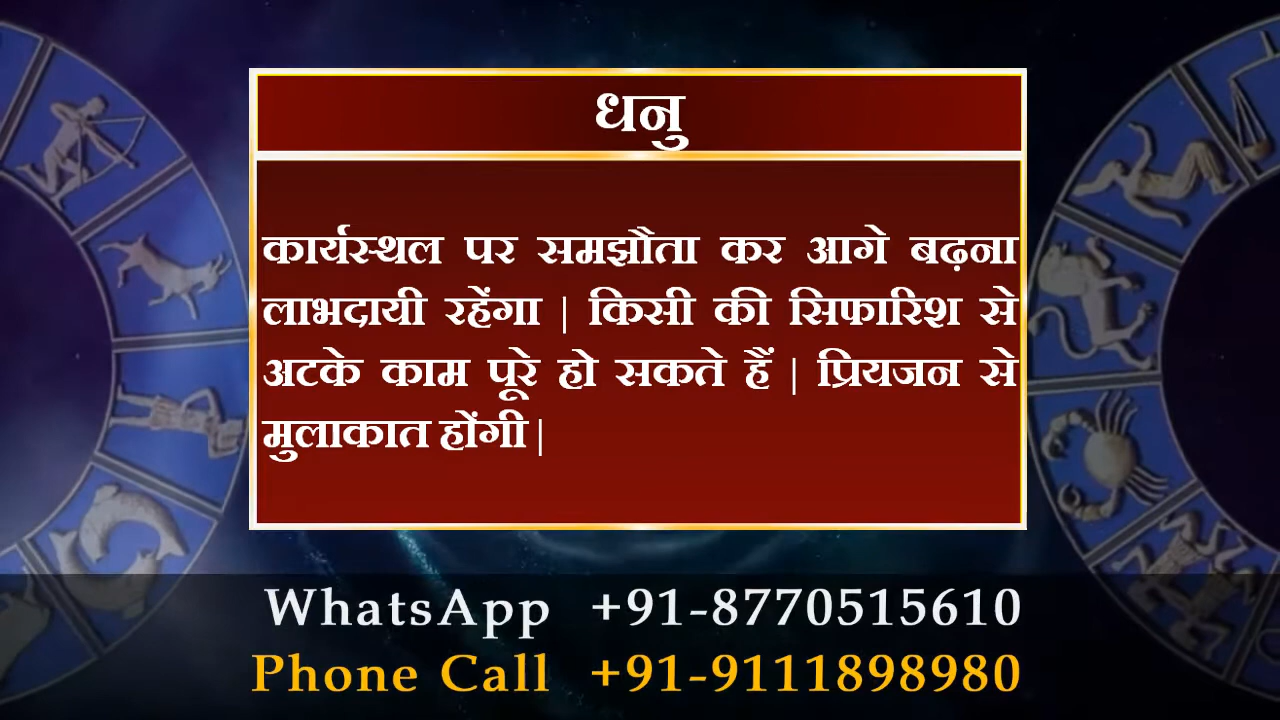 धनु
कार्यस्थल पर समझौता कर आगे बढ़ना
लाभदायी रहेंगा |  किसी की सिफारिश से
अटके काम पूरे हो सकते हैं | प्रियजन से
मुलाकात होंगी |
WhatsApp +91-8770515610
Phone Call +91-9111898980